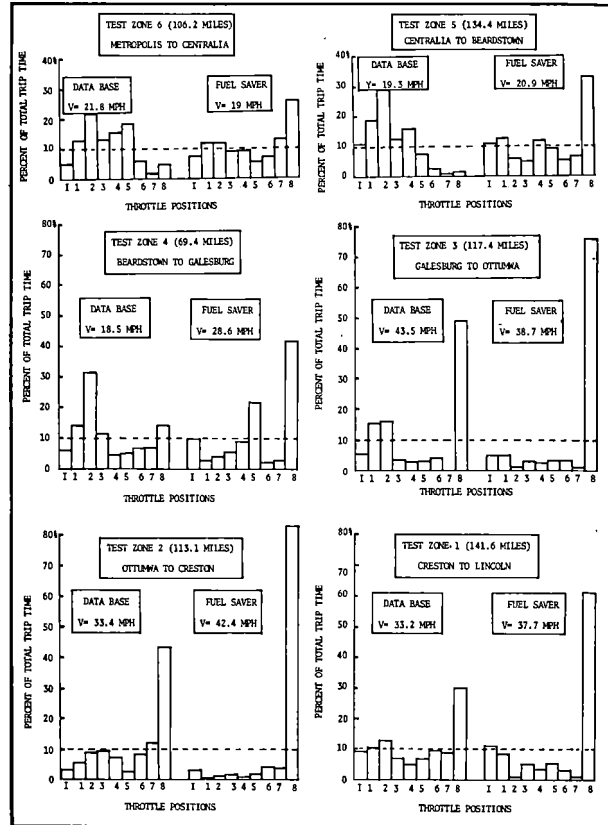 TEST ZONE 6 (106.2 MILES)
METROPOLIS TO CENTRALIA
PERCENT OF TOTAL TRIP TIME
40%
30
20
10
0
DATA BASE
V= 21.8 MPH
FUEL SAVER
V= 19 MPH
I 1 2 3 4 5 6 7 8 I 1 2 3 4 5 6 7 8
THROTTLE POSITIONS
TEST ZONE 5 (134.4 MILES)
CENTRALIA TO BEARDSTOWN
PERCENT OF TOTAL TRIP TIME
40%
30
20
10
0
DATA BASE
V= 19.3 MPH
FUEL SAVER
V= 20.9 MPH
I 1 2 3 4 5 6 7 8 I 1 2 3 4 5 6 7 8
THROTTLE POSITIONS
TEST ZONE 4 (69.4 MILES)
BEARDSTOWN TO GALESBURG
PERCENT OF TOTAL TRIP TIME
80%
70
60
50
40
30
20
10
0
DATA BASE
V= 18.5 MPH
FUEL SAVER
V= 28.6 MPH
I 1 2 3 4 5 6 7 8 I 1 2 3 4 5 6 7 8
THROTTLE POSITIONS
TEST ZONE 3 (117.4 MILES)
GALESBURG TO OTTUMWA
PERCENT OF TOTAL TRIP TIME
80%
70
60
50
40
30
20
10
0
DATA BASE
V= 43.5 MPH
FUEL SAVER
V= 38.7 MPH
I 1 2 3 4 5 6 7 8 I 1 2 3 4 5 6 7 8
THROTTLE POSITIONS
TEST ZONE 2 (113.1 MILES)
OTTUMWA TO CRESTON
PERCENT OF TOTAL TRIP TIME
80%
70
60
50
40
30
20
10
0
DATA BASE
V= 33.4 MPH
FUEL SAVER
V= 42.4 MPH
I 1 2 3 4 5 6 7 8 I 1 2 3 4 5 6 7 8
THROTTLE POSITIONS
TEST ZONE 1 (141.6 MILES)
CRESTON TO LINCOLN
PERCENT OF TOTAL TRIP TIME
80%
70
60
50
40
30
20
10
0
DATA BASE
V= 33.2 MPH
FUEL SAVER
V= 37.7 MPH
I 1 2 3 4 5 6 7 8 I 1 2 3 4 5 6 7 8
THROTTLE POSITIONS